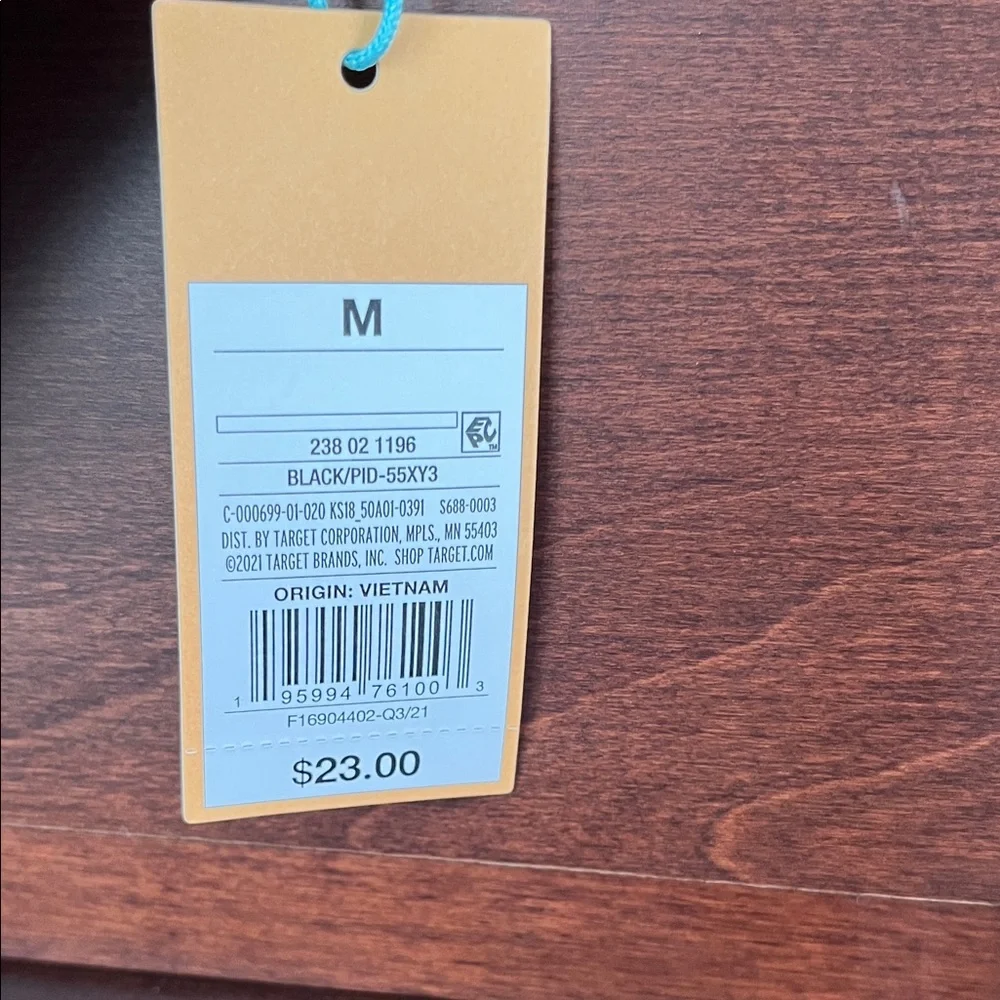 M
238 02 1196
EPC
TM
BLACK/PID-55XY3
C-000699-01-020 KS18_50A01-0391 S688-0003
DIST. BY TARGET CORPORATION, MPLS., MN 55403
©2021 TARGET BRANDS, INC. SHOP TARGET.COM
ORIGIN: VIETNAM
1 95994 76100 3
F16904402-Q3/21
$23.00